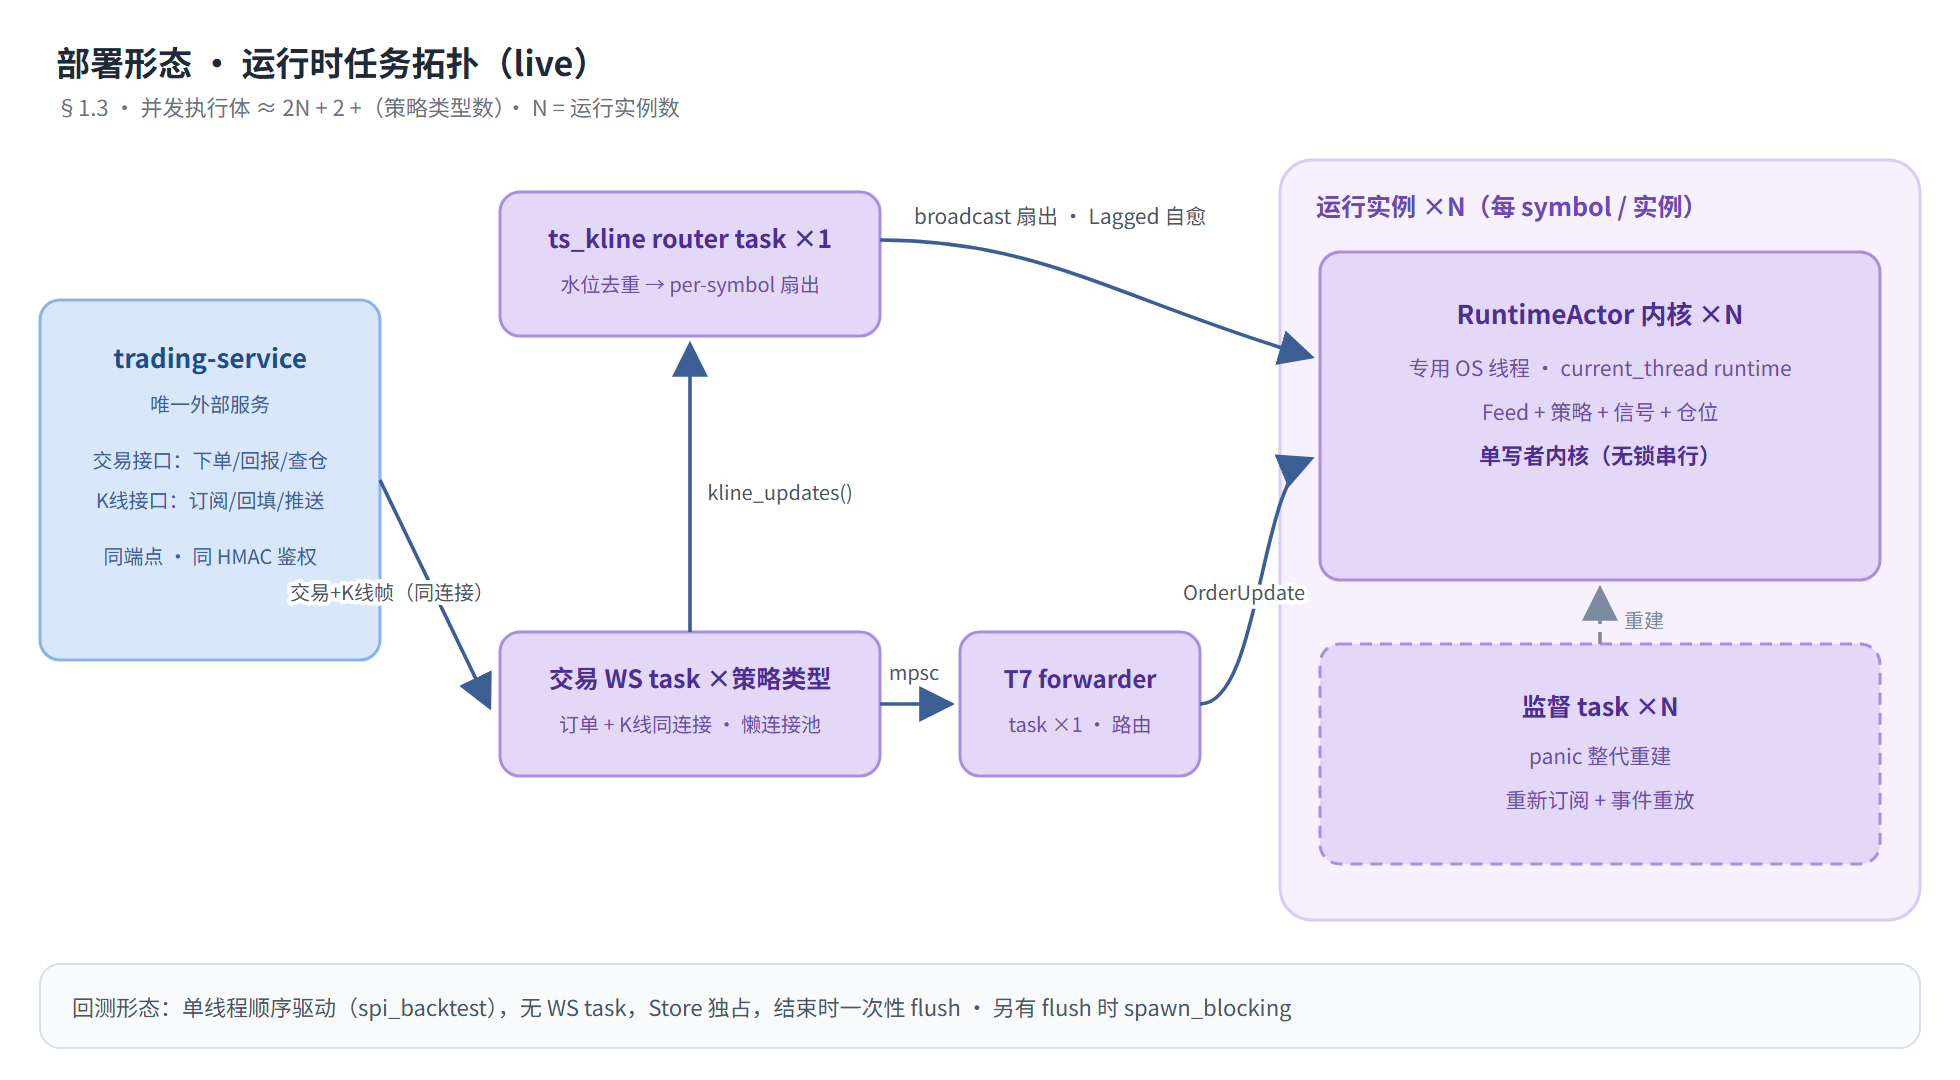 部署形态 · 运行时任务拓扑（live）
§1.3 · 并发执行体 ≈ 2N + 2 +（策略类型数）· N = 运行实例数
trading-service
唯一外部服务
交易接口：下单/回报/查仓
K线接口：订阅/回填/推送
同端点 · 同 HMAC 鉴权
交易+K线帧（同连接）
ts_kline router task ×1
水位去重 → per-symbol 扇出
broadcast 扇出 · Lagged 自愈
kline_updates()
交易 WS task ×策略类型
订单 + K线同连接 · 懒连接池
mpsc
T7 forwarder
task ×1 · 路由
OrderUpdate
运行实例 ×N（每 symbol / 实例）
RuntimeActor 内核 ×N
专用 OS 线程 · current_thread runtime
Feed + 策略 + 信号 + 仓位
单写者内核（无锁串行）
重建
监督 task ×N
panic 整代重建
重新订阅 + 事件重放
回测形态：单线程顺序驱动（spi_backtest），无 WS task，Store 独占，结束时一次性 flush · 另有 flush 时 spawn_blocking